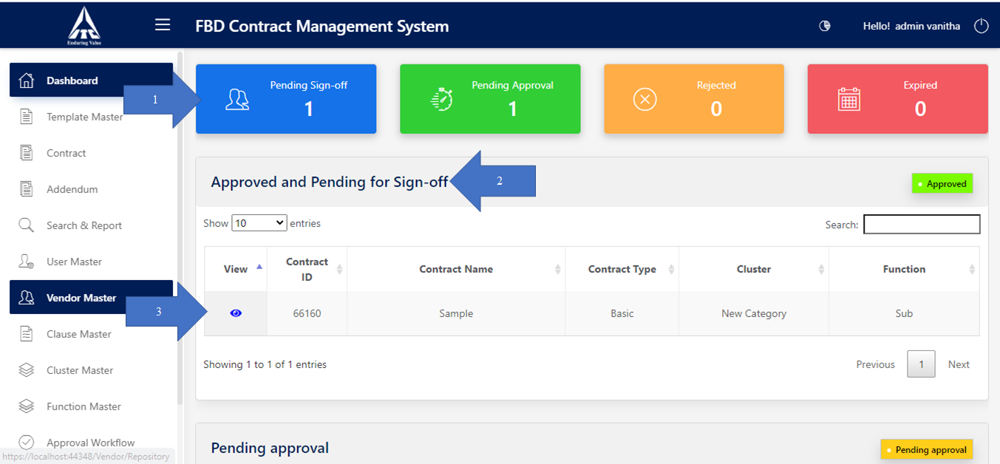 FBD Contract Management System
Hello! admin vanitha
ITC
Enduring Value
Dashboard
Template Master
Contract
Addendum
Search & Report
User Master
Vendor Master
Clause Master
Cluster Master
Function Master
Approval Workflow
https://localhost:44348/Vendor/Repository
1
Pending Sign-off
1
Pending Approval
1
Rejected
0
Expired
0
Approved and Pending for Sign-off
2
Approved
Show 10 entries
Search:
View Contract ID Contract Name Contract Type Cluster Function
3
66160 Sample Basic New Category Sub
Showing 1 to 1 of 1 entries
Previous 1 Next
Pending approval
Pending approval